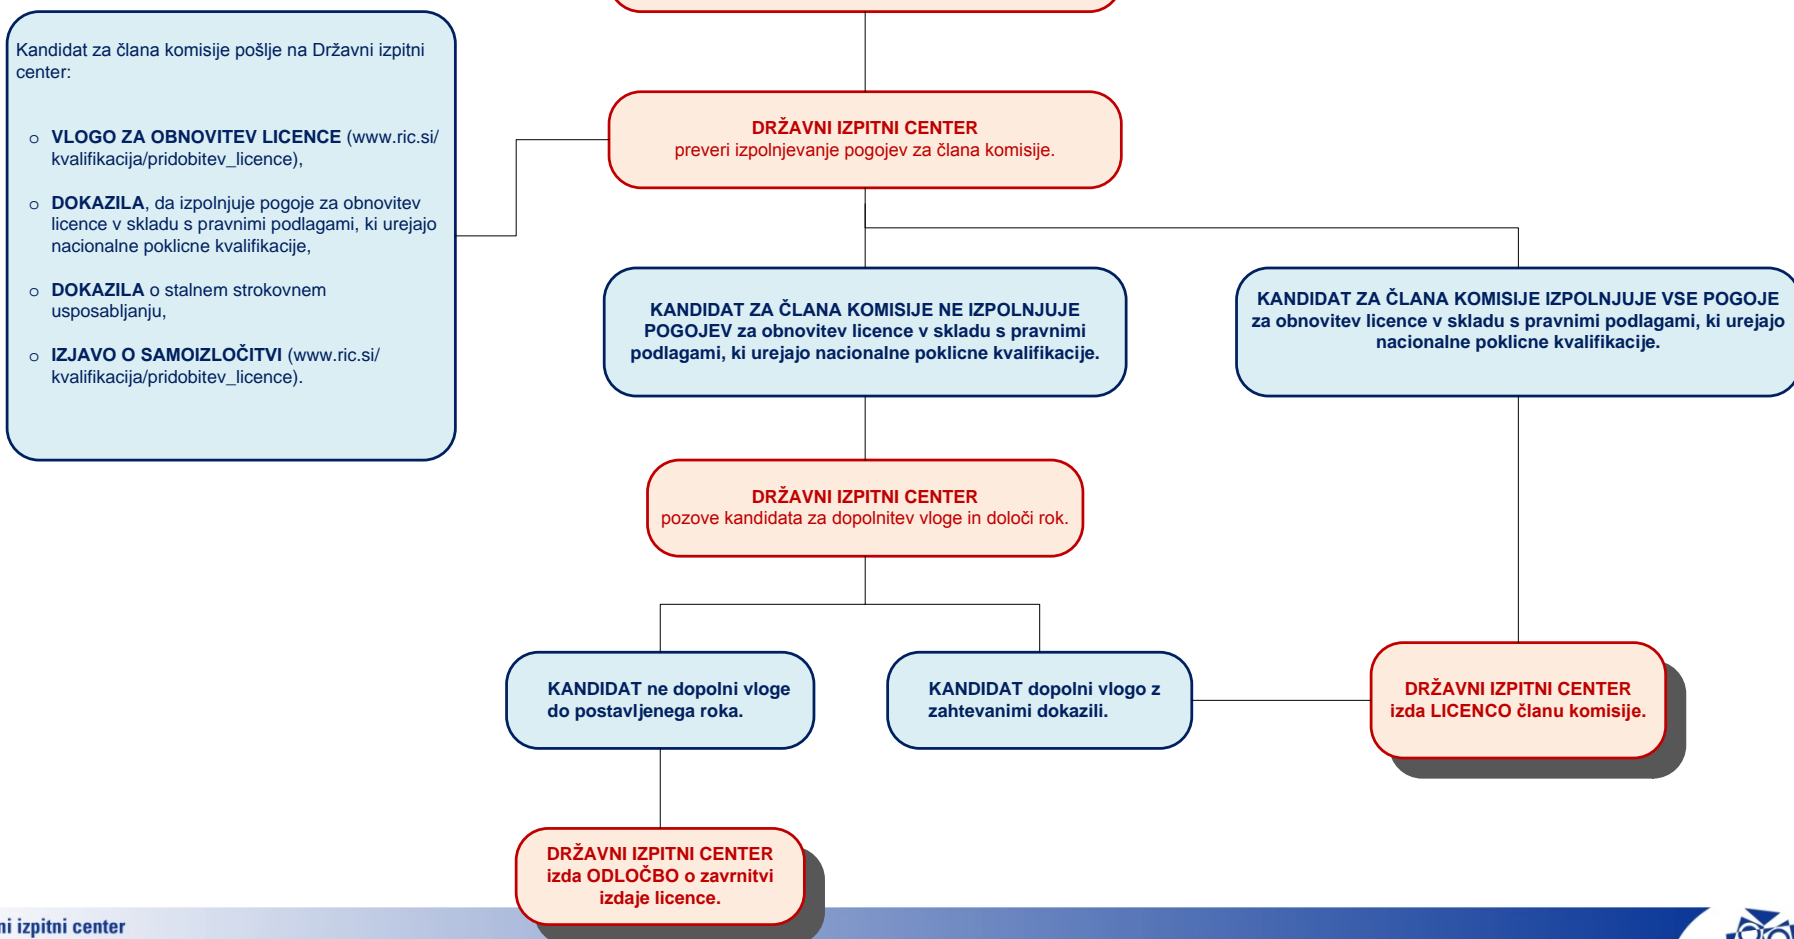 Kandidat za člana komisije pošlje na Državni izpitni
center:
o VLOGO ZA OBNOVITEV LICENCE (www.ric.si/
kvalifikacija/pridobitev_licence),
o DOKAZILA, da izpolnjuje pogoje za obnovitev
licence v skladu s pravnimi podlagami, ki urejajo
nacionalne poklicne kvalifikacije,
o DOKAZILA o stalnem strokovnem
usposabljanju,
o IZJAVO O SAMOIZLOČITVI (www.ric.si/
kvalifikacija/pridobitev_licence).
DRŽAVNI IZPITNI CENTER
preveri izpolnjevanje pogojev za člana komisije.
KANDIDAT ZA ČLANA KOMISIJE NE IZPOLNJUJE
POGOJEV za obnovitev licence v skladu s pravnimi
podlagami, ki urejajo nacionalne poklicne kvalifikacije.
KANDIDAT ZA ČLANA KOMISIJE IZPOLNJUJE VSE POGOJE
za obnovitev licence v skladu s pravnimi podlagami, ki urejajo
nacionalne poklicne kvalifikacije.
DRŽAVNI IZPITNI CENTER
pozove kandidata za dopolnitev vloge in določi rok.
KANDIDAT ne dopolni vloge
do postavljenega roka.
KANDIDAT dopolni vlogo z
zahtevanimi dokazili.
DRŽAVNI IZPITNI CENTER
izda LICENCO članu komisije.
DRŽAVNI IZPITNI CENTER
izda ODLOČBO o zavrnitvi
izdaje licence.
ni izpitni center